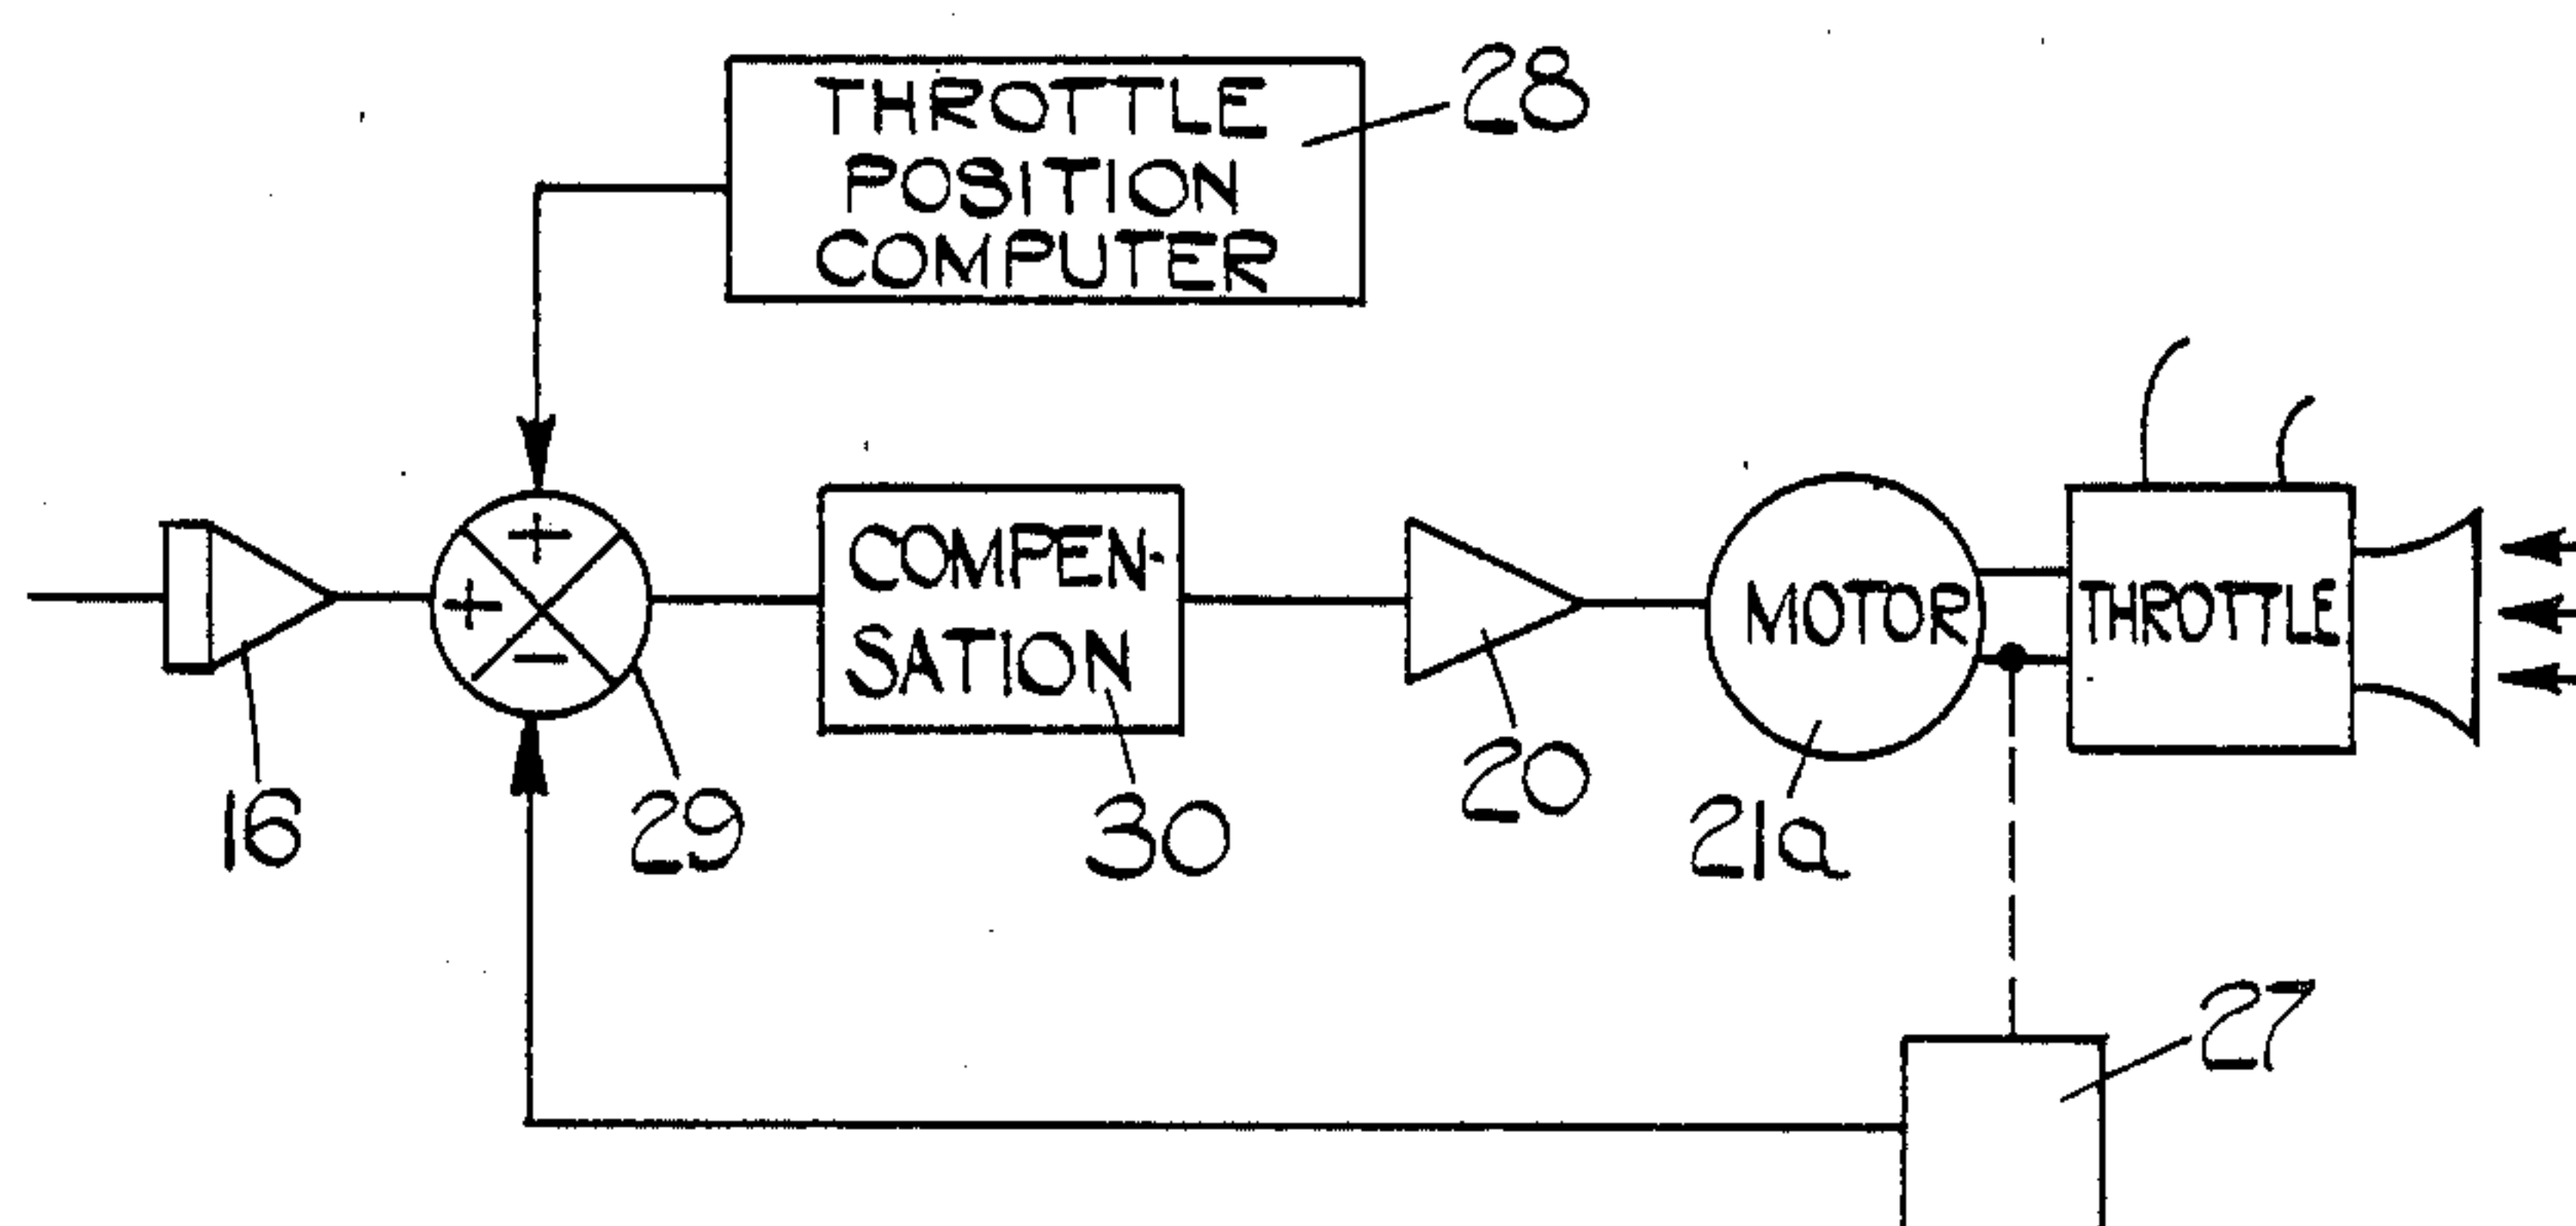 THROTTLE
POSITION
COMPUTER
28
+
+
−
COMPEN-
SATION
MOTOR
THROTTLE
16
29
30
20
21a
27